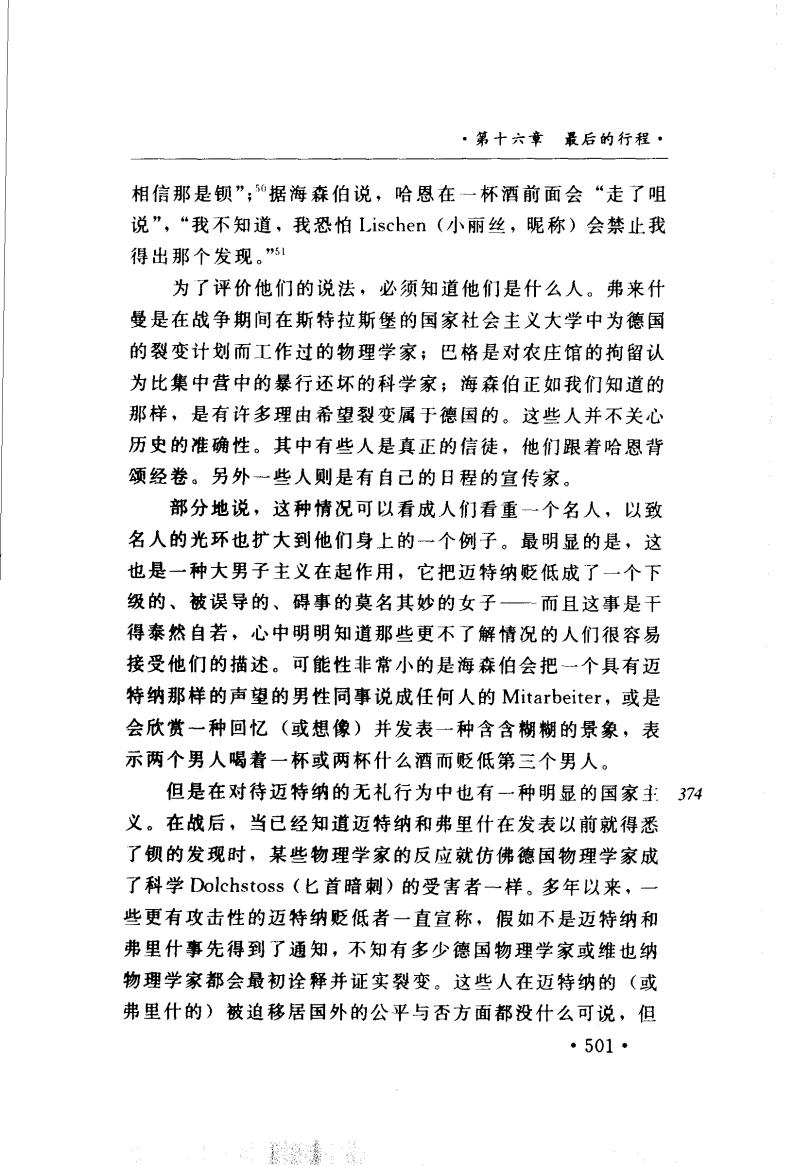 ·第十六章 最后的行程·
相信那是钡”;⁵⁰据海森伯说，哈恩在一杯酒前面会“走了咀
说”，“我不知道，我恐怕 Lischen（小丽丝，昵称）会禁止我
得出那个发现。”⁵¹
为了评价他们的说法，必须知道他们是什么人。弗来什
曼是在战争期间在斯特拉斯堡的国家社会主义大学中为德国
的裂变计划而工作过的物理学家；巴格是对农庄馆的拘留认
为比集中营中的暴行还坏的科学家；海森伯正如我们知道的
那样，是有许多理由希望裂变属于德国的。这些人并不关心
历史的准确性。其中有些人是真正的信徒，他们跟着哈恩背
颂经卷。另外一些人则是有自己的日程的宣传家。
部分地说，这种情况可以看成人们看重一个名人，以致
名人的光环也扩大到他们身上的一个例子。最明显的是，这
也是一种大男子主义在起作用，它把迈特纳贬低成了一个下
级的、被误导的、碍事的莫名其妙的女子——而且这事是干
得泰然自若，心中明明知道那些更不了解情况的人们很容易
接受他们的描述。可能性非常小的是海森伯会把一个具有迈
特纳那样的声望的男性同事说成任何人的 Mitarbeiter，或是
会欣赏一种回忆（或想像）并发表一种含含糊糊的景象，表
示两个男人喝着一杯或两杯什么酒而贬低第三个男人。
但是在对待迈特纳的无礼行为中也有一种明显的国家主 374
义。在战后，当已经知道迈特纳和弗里什在发表以前就得悉
了钡的发现时，某些物理学家的反应就仿佛德国物理学家成
了科学 Dolchstoss（匕首暗刺）的受害者一样。多年以来，一
些更有攻击性的迈特纳贬低者一直宣称，假如不是迈特纳和
弗里什事先得到了通知，不知有多少德国物理学家或维也纳
物理学家都会最初诠释并证实裂变。这些人在迈特纳的（或
弗里什的）被迫移居国外的公平与否方面都没什么可说，但
·501·